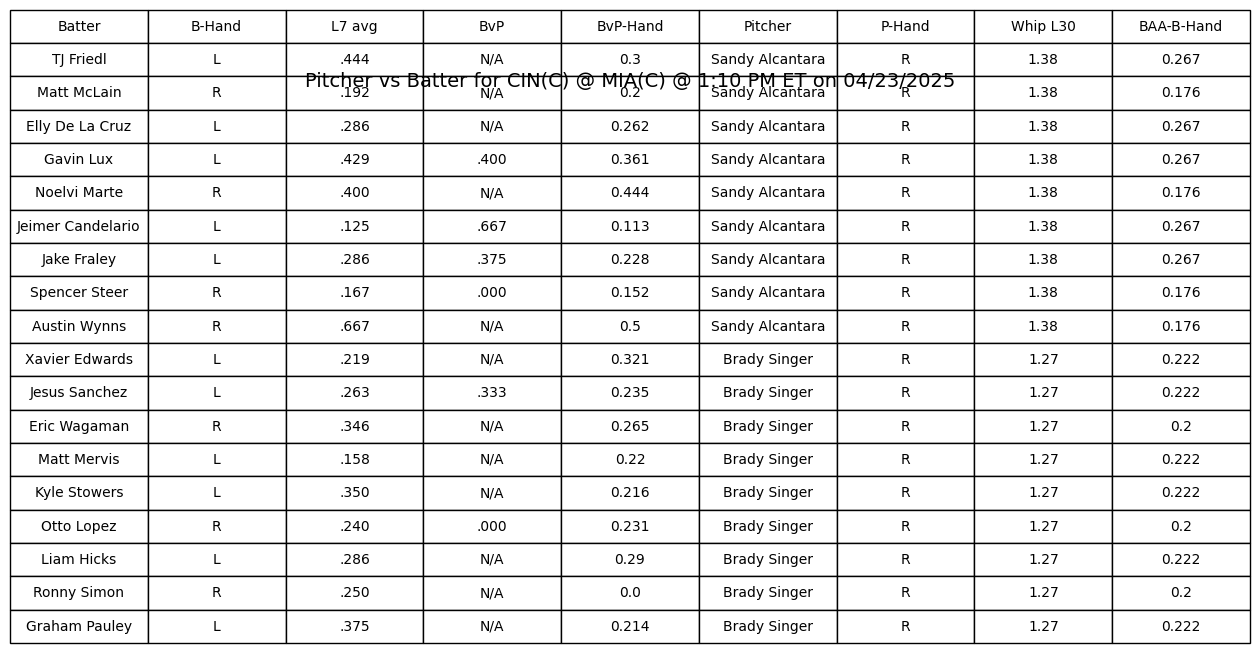 Batter B-Hand L7 avg BvP BvP-Hand Pitcher P-Hand Whip L30 BAA-B-Hand
TJ Friedl L .444 N/A 0.3 Sandy Alcantara R 1.38 0.267
Pitcher vs Batter for CIN(C) @ MIA(C) @ 1:10 PM ET on 04/23/2025
Matt McLain R .192 N/A 0.2 Sandy Alcantara R 1.38 0.176
Elly De La Cruz L .286 N/A 0.262 Sandy Alcantara R 1.38 0.267
Gavin Lux L .429 .400 0.361 Sandy Alcantara R 1.38 0.267
Noelvi Marte R .400 N/A 0.444 Sandy Alcantara R 1.38 0.176
Jeimer Candelario L .125 .667 0.113 Sandy Alcantara R 1.38 0.267
Jake Fraley L .286 .375 0.228 Sandy Alcantara R 1.38 0.267
Spencer Steer R .167 .000 0.152 Sandy Alcantara R 1.38 0.176
Austin Wynns R .667 N/A 0.5 Sandy Alcantara R 1.38 0.176
Xavier Edwards L .219 N/A 0.321 Brady Singer R 1.27 0.222
Jesus Sanchez L .263 .333 0.235 Brady Singer R 1.27 0.222
Eric Wagaman R .346 N/A 0.265 Brady Singer R 1.27 0.2
Matt Mervis L .158 N/A 0.22 Brady Singer R 1.27 0.222
Kyle Stowers L .350 N/A 0.216 Brady Singer R 1.27 0.222
Otto Lopez R .240 .000 0.231 Brady Singer R 1.27 0.2
Liam Hicks L .286 N/A 0.29 Brady Singer R 1.27 0.222
Ronny Simon R .250 N/A 0.0 Brady Singer R 1.27 0.2
Graham Pauley L .375 N/A 0.214 Brady Singer R 1.27 0.222